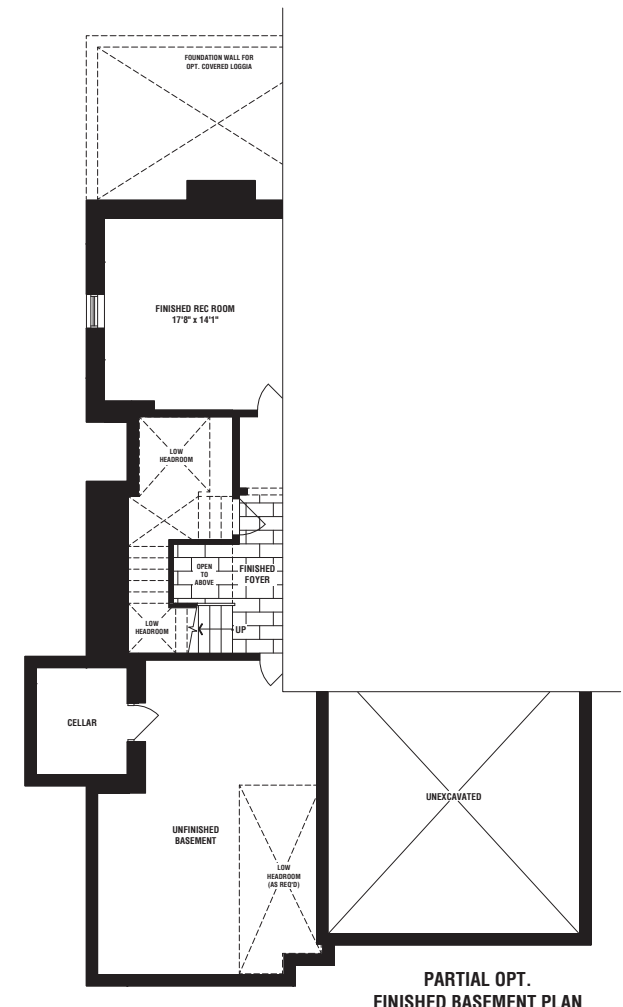 FOUNDATION WALL FOR
OPT. COVERED LOGGIA
FINISHED REC ROOM
17'8" x 14'1"
LOW
HEADROOM
OPEN
TO
ABOVE
FINISHED
FOYER
LOW
HEADROOM
UP
CELLAR
UNEXCAVATED
UNFINISHED
BASEMENT
LOW
HEADROOM
(AS REQ'D)
PARTIAL OPT.
FINISHED BASEMENT PLAN